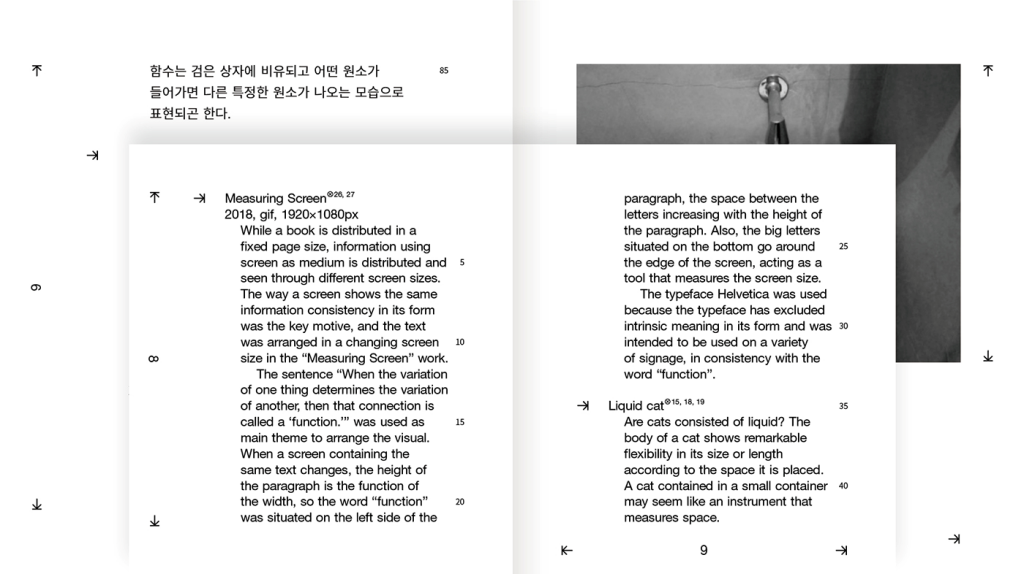 함수는 검은 상자에 비유되고 어떤 원소가 85
들어가면 다른 특정한 원소가 나오는 모습으로
표현되곤 한다.
6
8
Measuring Screen⊗26, 27
2018, gif, 1920×1080px
While a book is distributed in a
fixed page size, information using
screen as medium is distributed and 5
seen through different screen sizes.
The way a screen shows the same
information consistency in its form
was the key motive, and the text
was arranged in a changing screen 10
size in the “Measuring Screen” work.
The sentence “When the variation
of one thing determines the variation
of another, then that connection is
called a ‘function.’” was used as 15
main theme to arrange the visual.
When a screen containing the
same text changes, the height of
the paragraph is the function of
the width, so the word “function” 20
was situated on the left side of the
paragraph, the space between the
letters increasing with the height of
the paragraph. Also, the big letters
situated on the bottom go around 25
the edge of the screen, acting as a
tool that measures the screen size.
The typeface Helvetica was used
because the typeface has excluded
intrinsic meaning in its form and was 30
intended to be used on a variety
of signage, in consistency with the
word “function”.
Liquid cat⊗15, 18, 19 35
Are cats consisted of liquid? The
body of a cat shows remarkable
flexibility in its size or length
according to the space it is placed.
A cat contained in a small container 40
may seem like an instrument that
measures space.
9